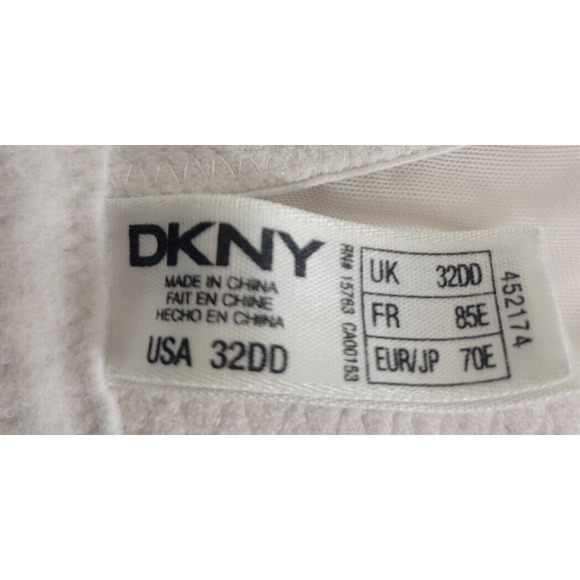 DKNY
MADE IN CHINA
FAIT EN CHINE
HECHO EN CHINA
USA 32DD
RN# 15763 CA00153
UK 32DD
FR 85E
EUR/JP 70E
452174